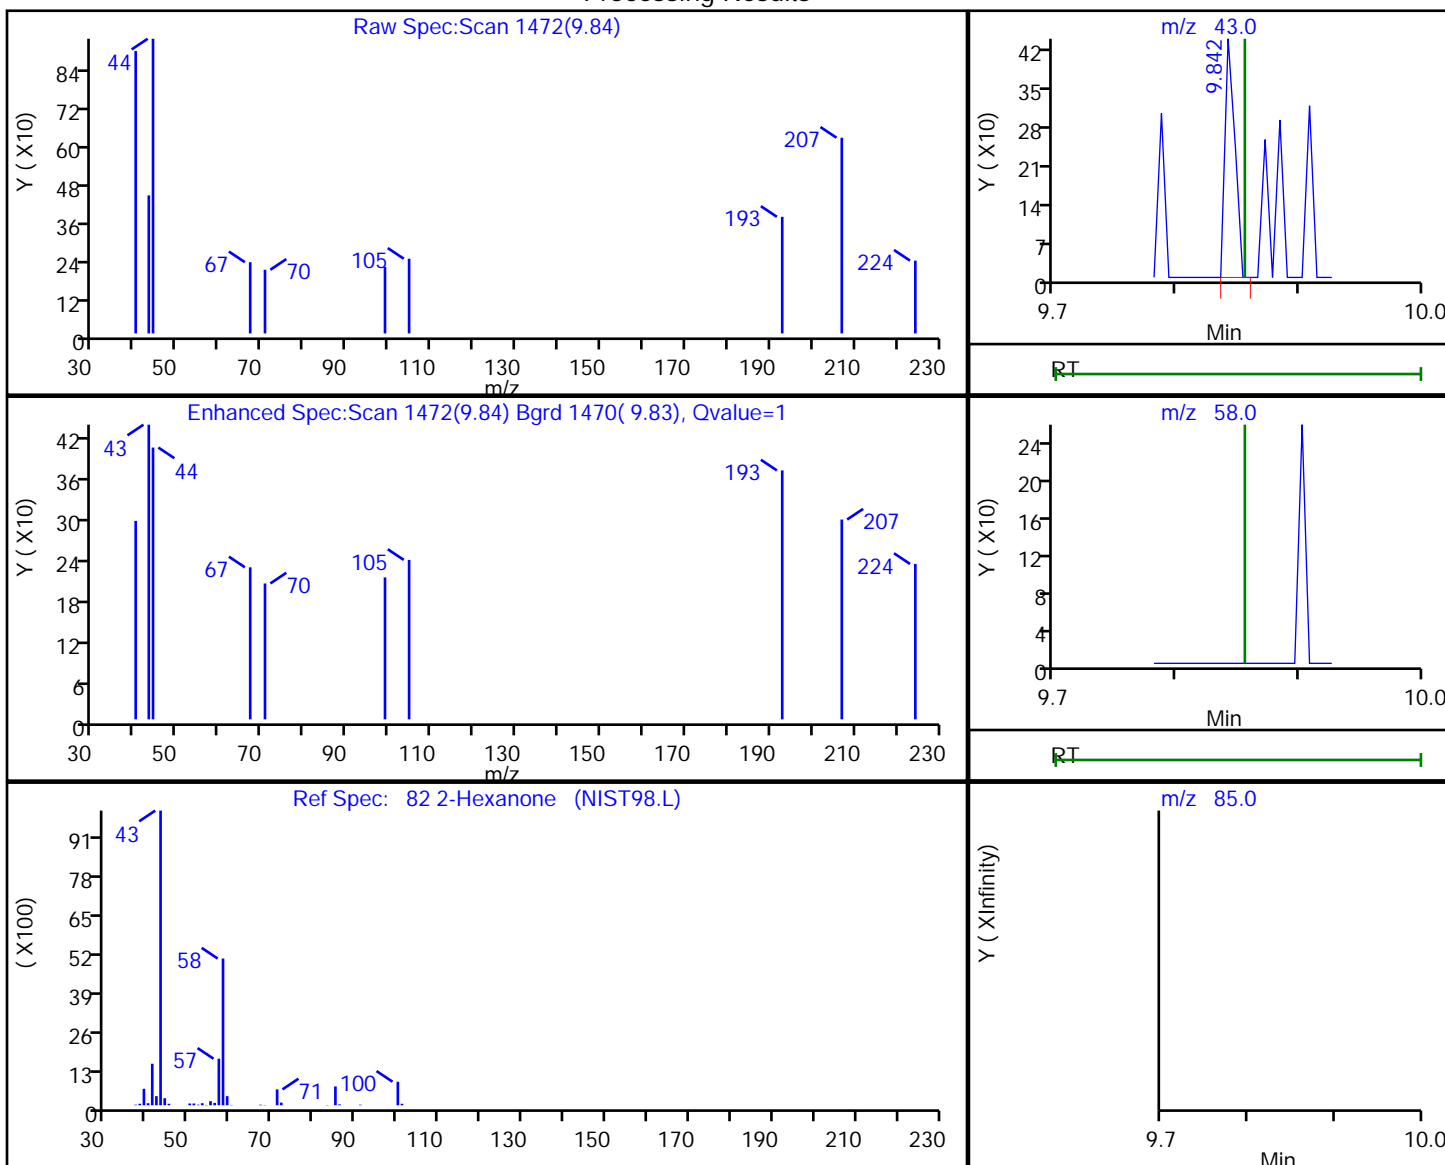 Processing Results
Raw Spec:Scan 1472(9.84)
Y ( X10)
84
72
60
48
36
24
12
0
44
67
70
105
193
207
224
30 50 70 90 110 130 150 170 190 210 230
m/z
m/z 43.0
Y ( X10)
42
35
28
21
14
7
0
9.842
9.7 10.0
Min
RT
Enhanced Spec:Scan 1472(9.84) Bgrd 1470( 9.83), Qvalue=1
Y ( X10)
42
36
30
24
18
12
6
0
43
44
67
70
105
193
207
224
30 50 70 90 110 130 150 170 190 210 230
m/z
m/z 58.0
Y ( X10)
24
20
16
12
8
4
0
9.7 10.0
Min
RT
Ref Spec: 82 2-Hexanone (NIST98.L)
( X100)
91
78
65
52
39
26
13
0
43
58
57
71
100
30 50 70 90 110 130 150 170 190 210 230
m/z 85.0
Y ( XInfinity)
9.7 10.0
Min